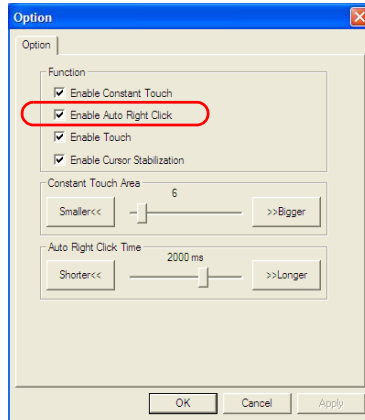 Option
Option
Function
Enable Constant Touch
Enable Auto Right Click
Enable Touch
Enable Cursor Stabilization
Constant Touch Area
6
Smaller<< >>Bigger
Auto Right Click Time
2000 ms
Shorter<< >>Longer
OK Cancel Apply